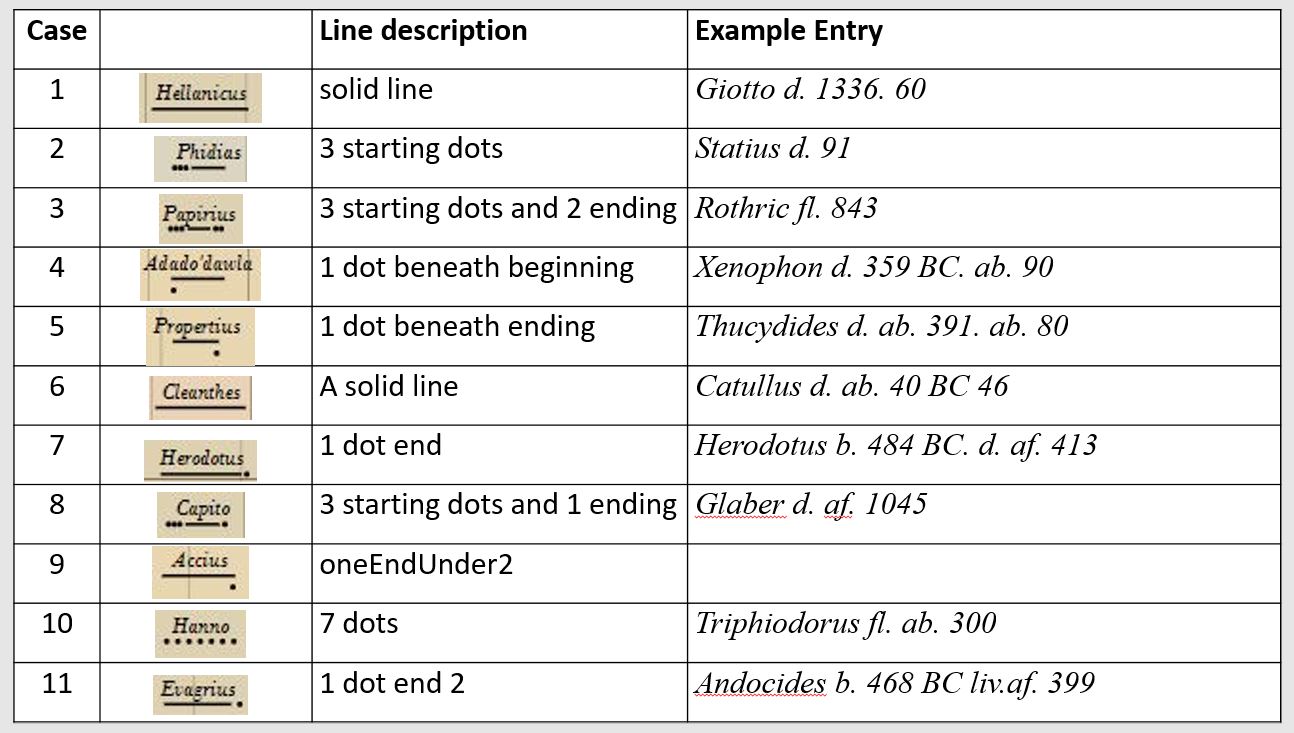 Case Line description Example Entry
1 Hellanicus solid line Giotto d. 1336. 60
2 Phidias 3 starting dots Statius d. 91
3 Papirius 3 starting dots and 2 ending Rothric fl. 843
4 Adado'dawla 1 dot beneath beginning Xenophon d. 359 BC. ab. 90
5 Propertius 1 dot beneath ending Thucydides d. ab. 391. ab. 80
6 Cleanthes A solid line Catullus d. ab. 40 BC 46
7 Herodotus 1 dot end Herodotus b. 484 BC. d. af. 413
8 Capito 3 starting dots and 1 ending Glaber d. af. 1045
9 Accius oneEndUnder2
10 Hanno 7 dots Triphiodorus fl. ab. 300
11 Evagrius 1 dot end 2 Andocides b. 468 BC liv.af. 399